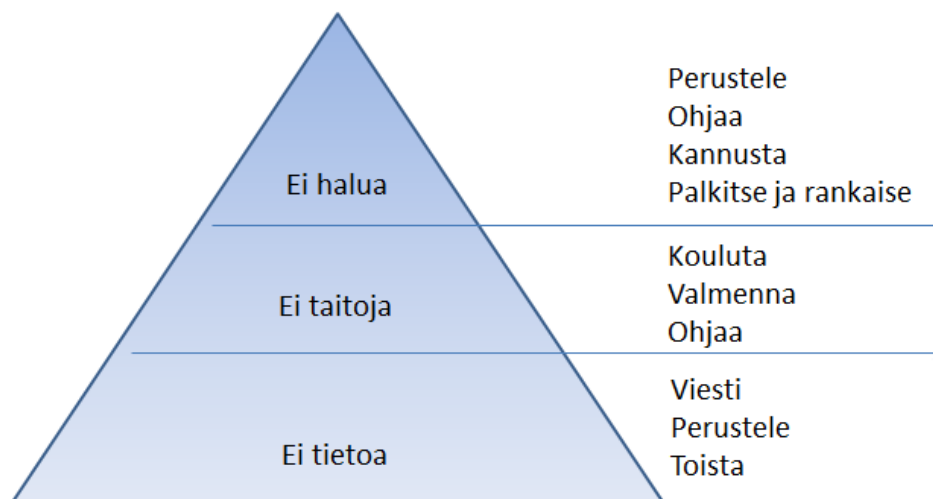 Perustele
Ohjaa
Kannusta
Ei halua
Palkitse ja rankaise
Kouluta
Valmenna
Ei taitoja
Ohjaa
Viesti
Perustele
Ei tietoa
Toista